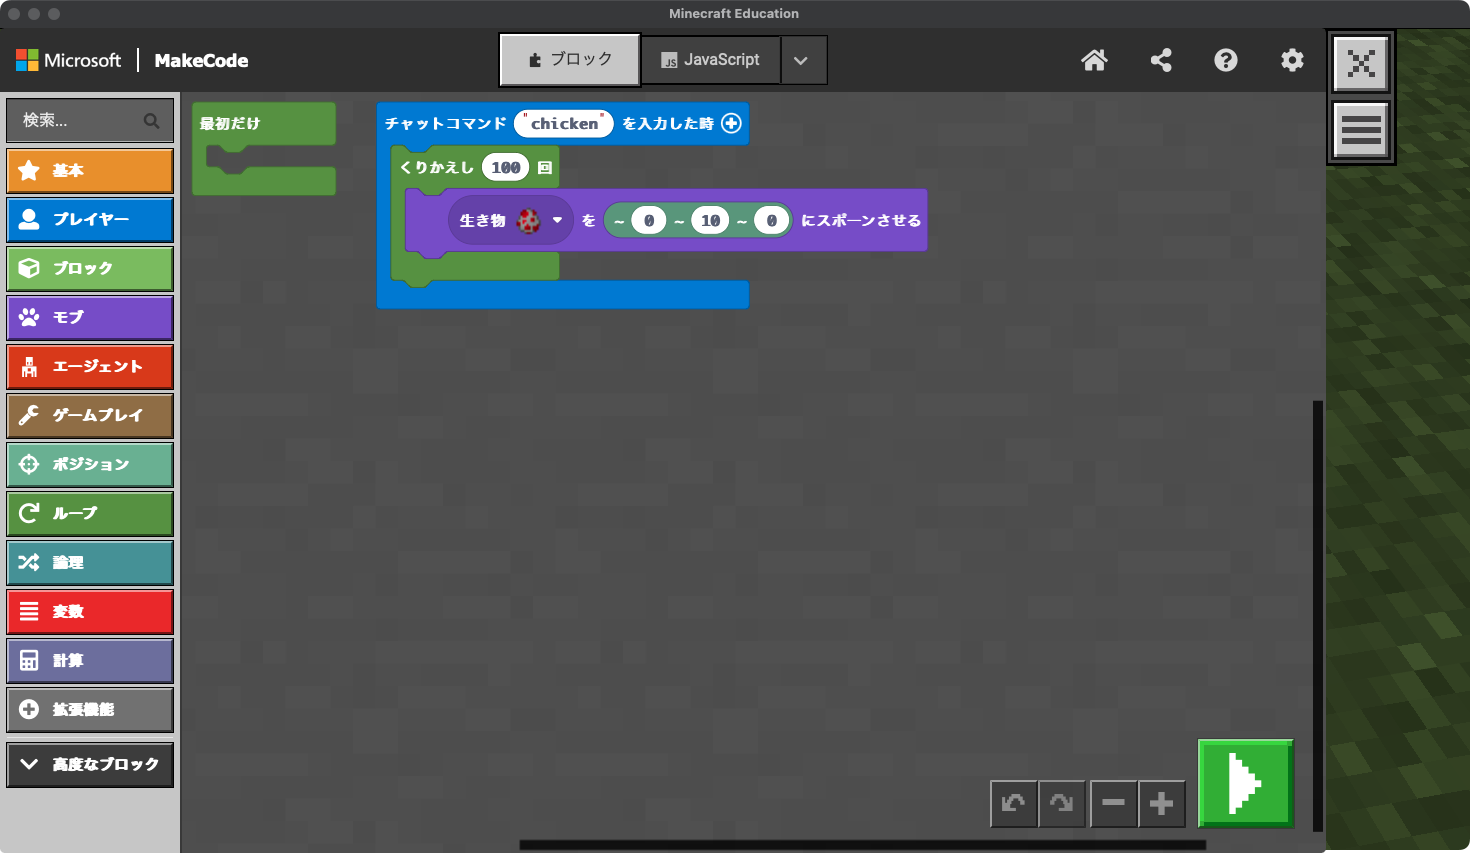 Minecraft Education
Microsoft MakeCode
ブロック
JavaScript
検索...
基本
プレイヤー
ブロック
モブ
エージェント
ゲームプレイ
ポジション
ループ
論理
変数
計算
拡張機能
高度なブロック
最初だけ
チャットコマンド "chicken" を入力した時
くりかえし 100 回
生き物 を ~ 0 ~ 10 ~ 0 にスポーンさせる